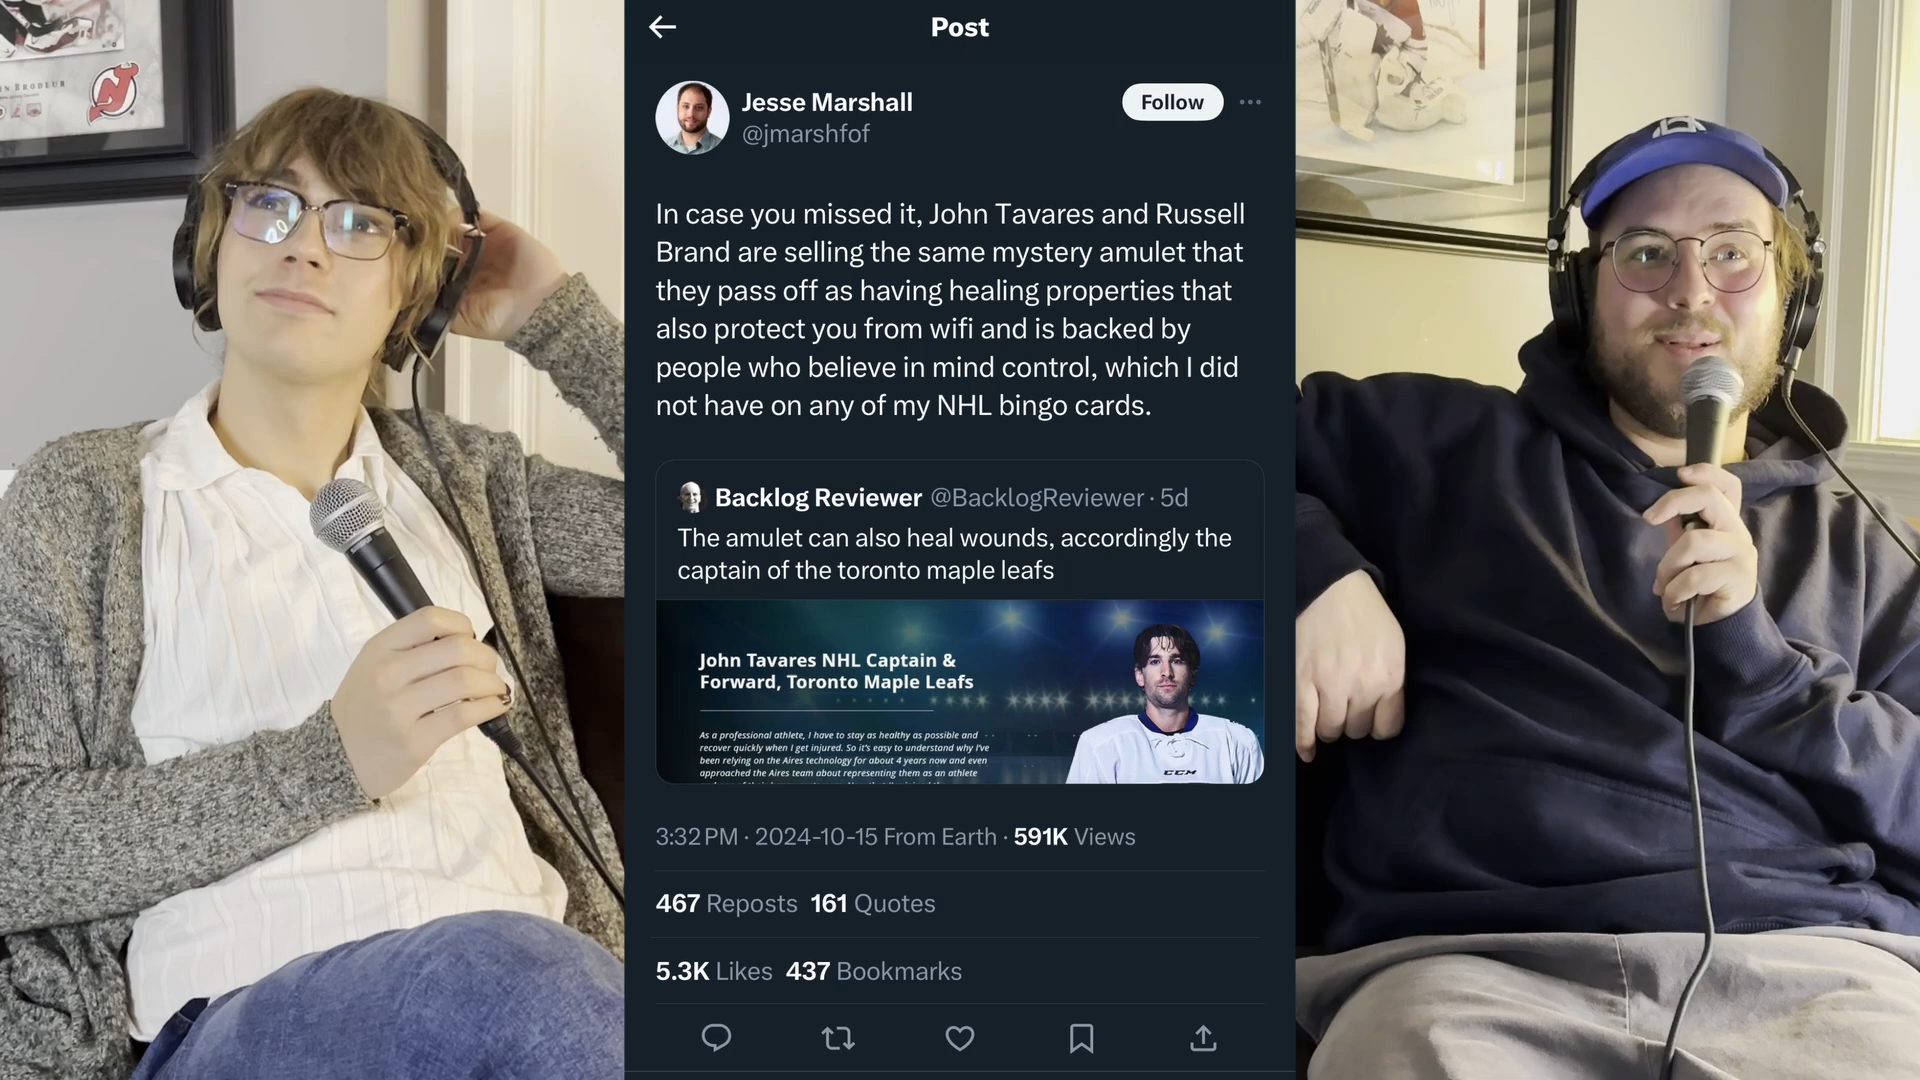 N BRODEUR
Post
Jesse Marshall
@jmarshfof
Follow
In case you missed it, John Tavares and Russell
Brand are selling the same mystery amulet that
they pass off as having healing properties that
also protect you from wifi and is backed by
people who believe in mind control, which I did
not have on any of my NHL bingo cards.
Backlog Reviewer @BacklogReviewer · 5d
The amulet can also heal wounds, accordingly the
captain of the toronto maple leafs
John Tavares NHL Captain &
Forward, Toronto Maple Leafs
As a professional athlete, I have to stay as healthy as possible and
recover quickly when I get injured. So it's easy to understand why I've
been relying on the Aires technology for about 4 years now and even
approached the Aires team about representing them as an athlete
CCM
3:32 PM · 2024-10-15 From Earth · 591K Views
467 Reposts 161 Quotes
5.3K Likes 437 Bookmarks